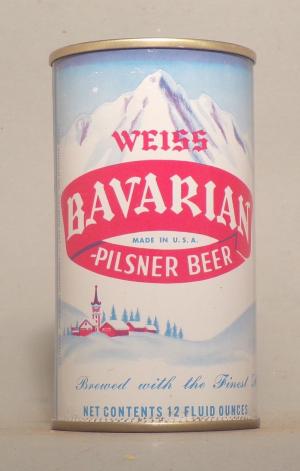 WEISS
BAVARIAN
MADE IN U.S.A.
PILSNER BEER
Brewed with the Finest
NET CONTENTS 12 FLUID OUNCES